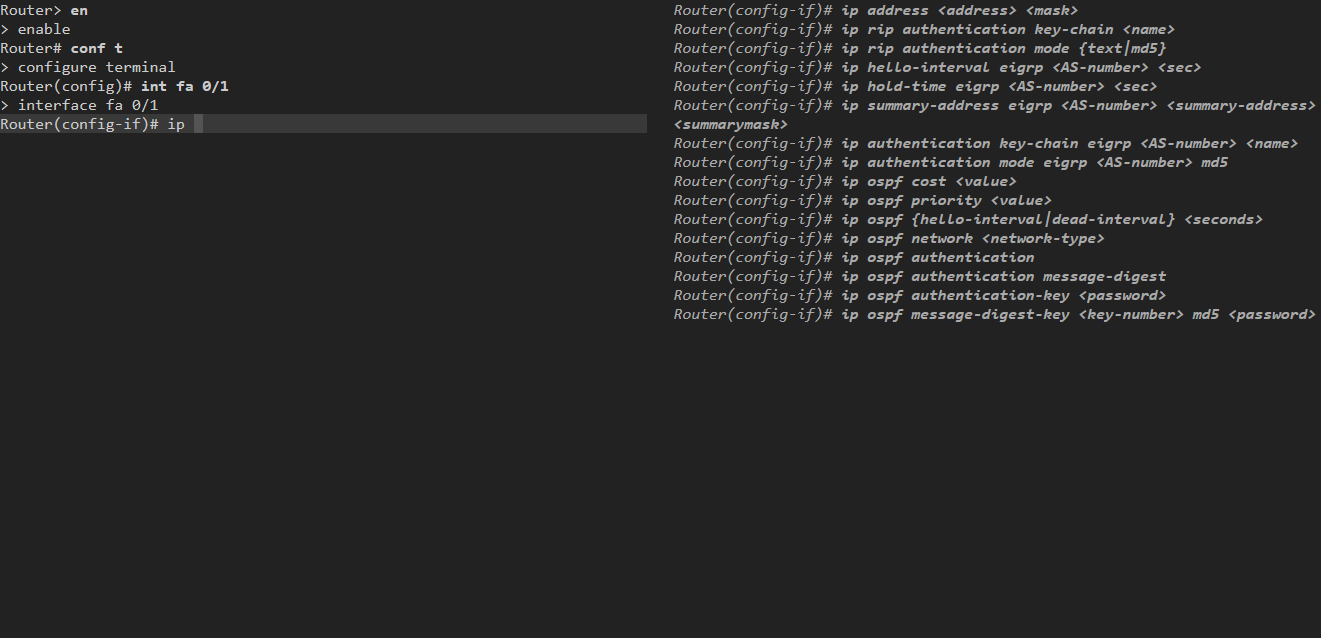 Router> en
> enable
Router# conf t
> configure terminal
Router(config)# int fa 0/1
> interface fa 0/1
Router(config-if)# ip
Router(config-if)# ip address <address> <mask>
Router(config-if)# ip rip authentication key-chain <name>
Router(config-if)# ip rip authentication mode {text|md5}
Router(config-if)# ip hello-interval eigrp <AS-number> <sec>
Router(config-if)# ip hold-time eigrp <AS-number> <sec>
Router(config-if)# ip summary-address eigrp <AS-number> <summary-address>
<summarymask>
Router(config-if)# ip authentication key-chain eigrp <AS-number> <name>
Router(config-if)# ip authentication mode eigrp <AS-number> md5
Router(config-if)# ip ospf cost <value>
Router(config-if)# ip ospf priority <value>
Router(config-if)# ip ospf {hello-interval|dead-interval} <seconds>
Router(config-if)# ip ospf network <network-type>
Router(config-if)# ip ospf authentication
Router(config-if)# ip ospf authentication message-digest
Router(config-if)# ip ospf authentication-key <password>
Router(config-if)# ip ospf message-digest-key <key-number> md5 <password>